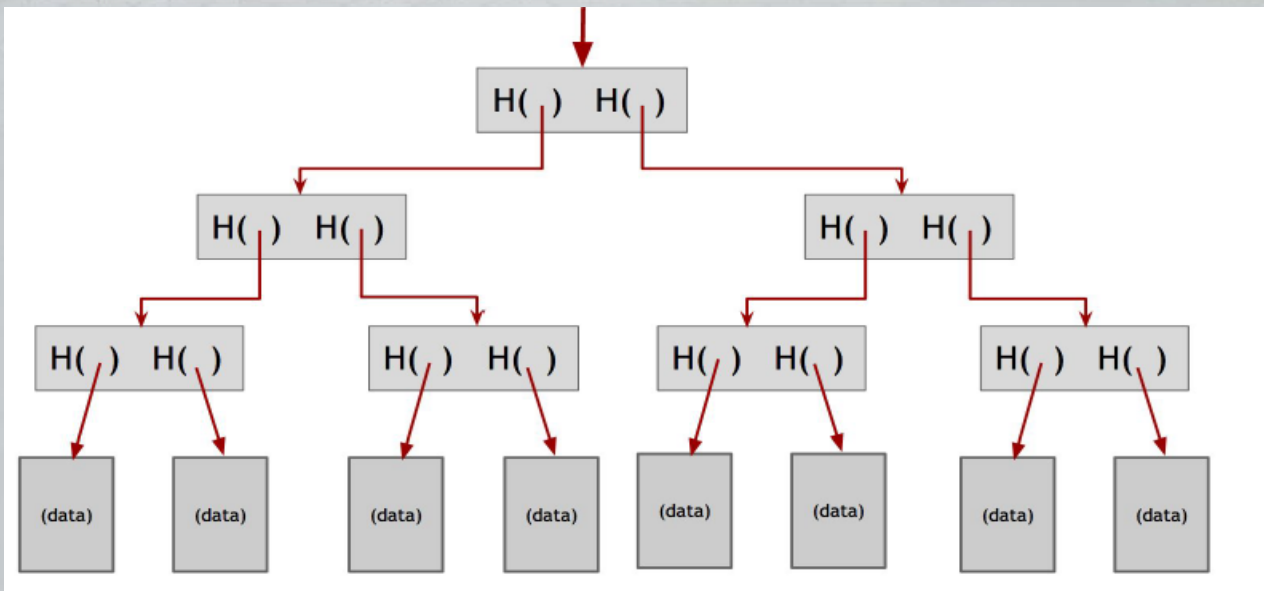 H( ) H( )
H( ) H( ) H( ) H( )
H( ) H( ) H( ) H( ) H( ) H( ) H( ) H( )
(data) (data) (data) (data) (data) (data) (data) (data)